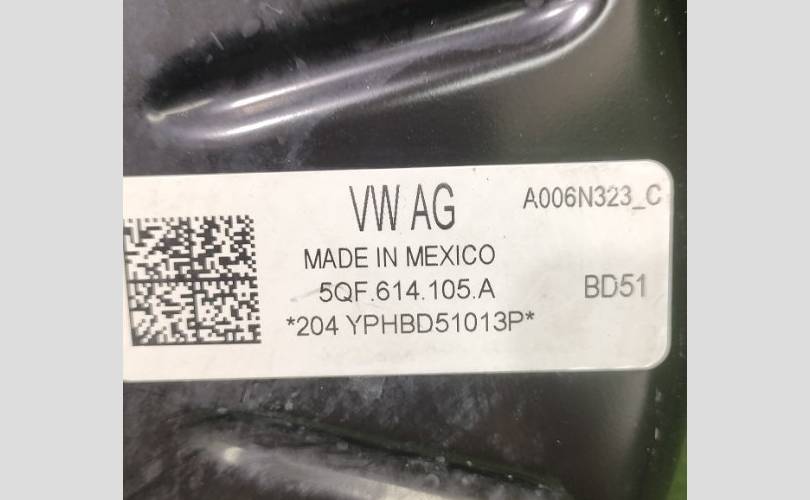 VW AG
A006N323_C
MADE IN MEXICO
5QF.614.105.A
BD51
*204 YPHBD51013P*